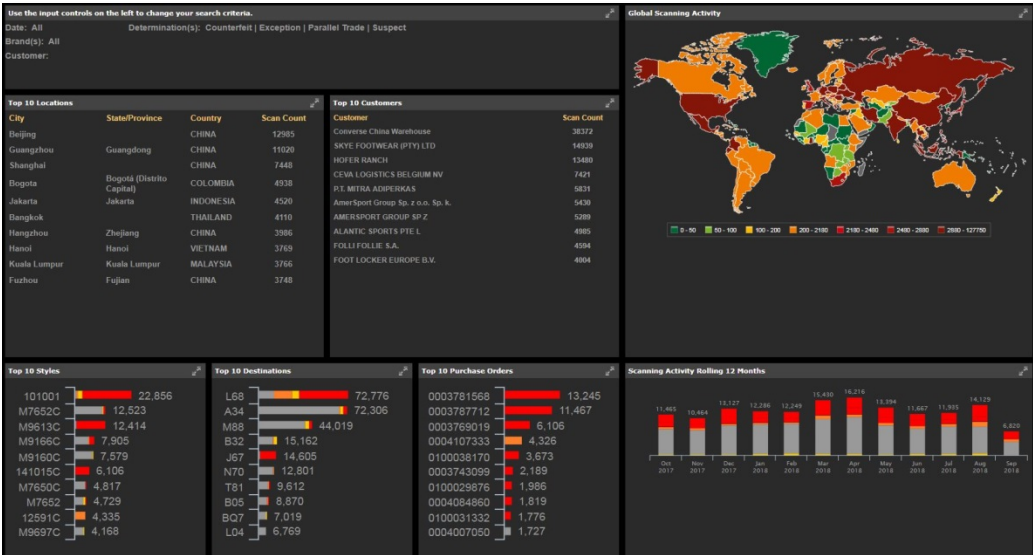 Use the input controls on the left to change your search criteria.
Date: All Determination(s): Counterfeit | Exception | Parallel Trade | Suspect
Brand(s): All
Customer:
Top 10 Locations
City State/Province Country Scan Count
Beijing CHINA 12985
Guangzhou Guangdong CHINA 11020
Shanghai CHINA 7448
Bogota Bogotá (Distrito Capital) COLOMBIA 4938
Jakarta Jakarta INDONESIA 4520
Bangkok THAILAND 4110
Hangzhou Zhejiang CHINA 3986
Hanoi Hanoi VIETNAM 3769
Kuala Lumpur Kuala Lumpur MALAYSIA 3766
Fuzhou Fujian CHINA 3748
Top 10 Customers
Customer Scan Count
Converse China Warehouse 38372
SKYE FOOTWEAR (PTY) LTD 14939
HOFER RANCH 13480
CEVA LOGISTICS BELGIUM NV 7421
P.T. MITRA ADIPERKAS 5831
AmerSport Group Sp. z o.o. Sp. k. 5430
AMERSPORT GROUP SP Z 5289
ALANTIC SPORTS PTE L 4985
FOLLI FOLLIE S.A. 4594
FOOT LOCKER EUROPE B.V. 4004
Global Scanning Activity
0 - 50 50 - 100 100 - 200 200 - 2180 2180 - 2480 2480 - 2880 2880 - 127750
Top 10 Styles
101001 22,856
M7652C 12,523
M9613C 12,414
M9166C 7,905
M9160C 7,579
141015C 6,106
M7650C 4,817
M7652 4,729
12591C 4,335
M9697C 4,168
Top 10 Destinations
L68 72,776
A34 72,306
M88 44,019
B32 15,162
J67 14,605
N70 12,801
T81 9,612
B05 8,870
BQ7 7,019
L04 6,769
Top 10 Purchase Orders
0003781568 13,245
0003787712 11,467
0003769019 6,106
0004107333 4,326
0100038170 3,673
0003743099 2,189
0100029876 1,986
0004084860 1,819
0100031332 1,776
0004007050 1,727
Scanning Activity Rolling 12 Months
11,465 10,464 13,127 12,286 12,249 15,430 16,216 13,394 11,667 11,935 14,129 6,820
Oct Nov Dec Jan Feb Mar Apr May Jun Jul Aug Sep
2017 2017 2017 2018 2018 2018 2018 2018 2018 2018 2018 2018